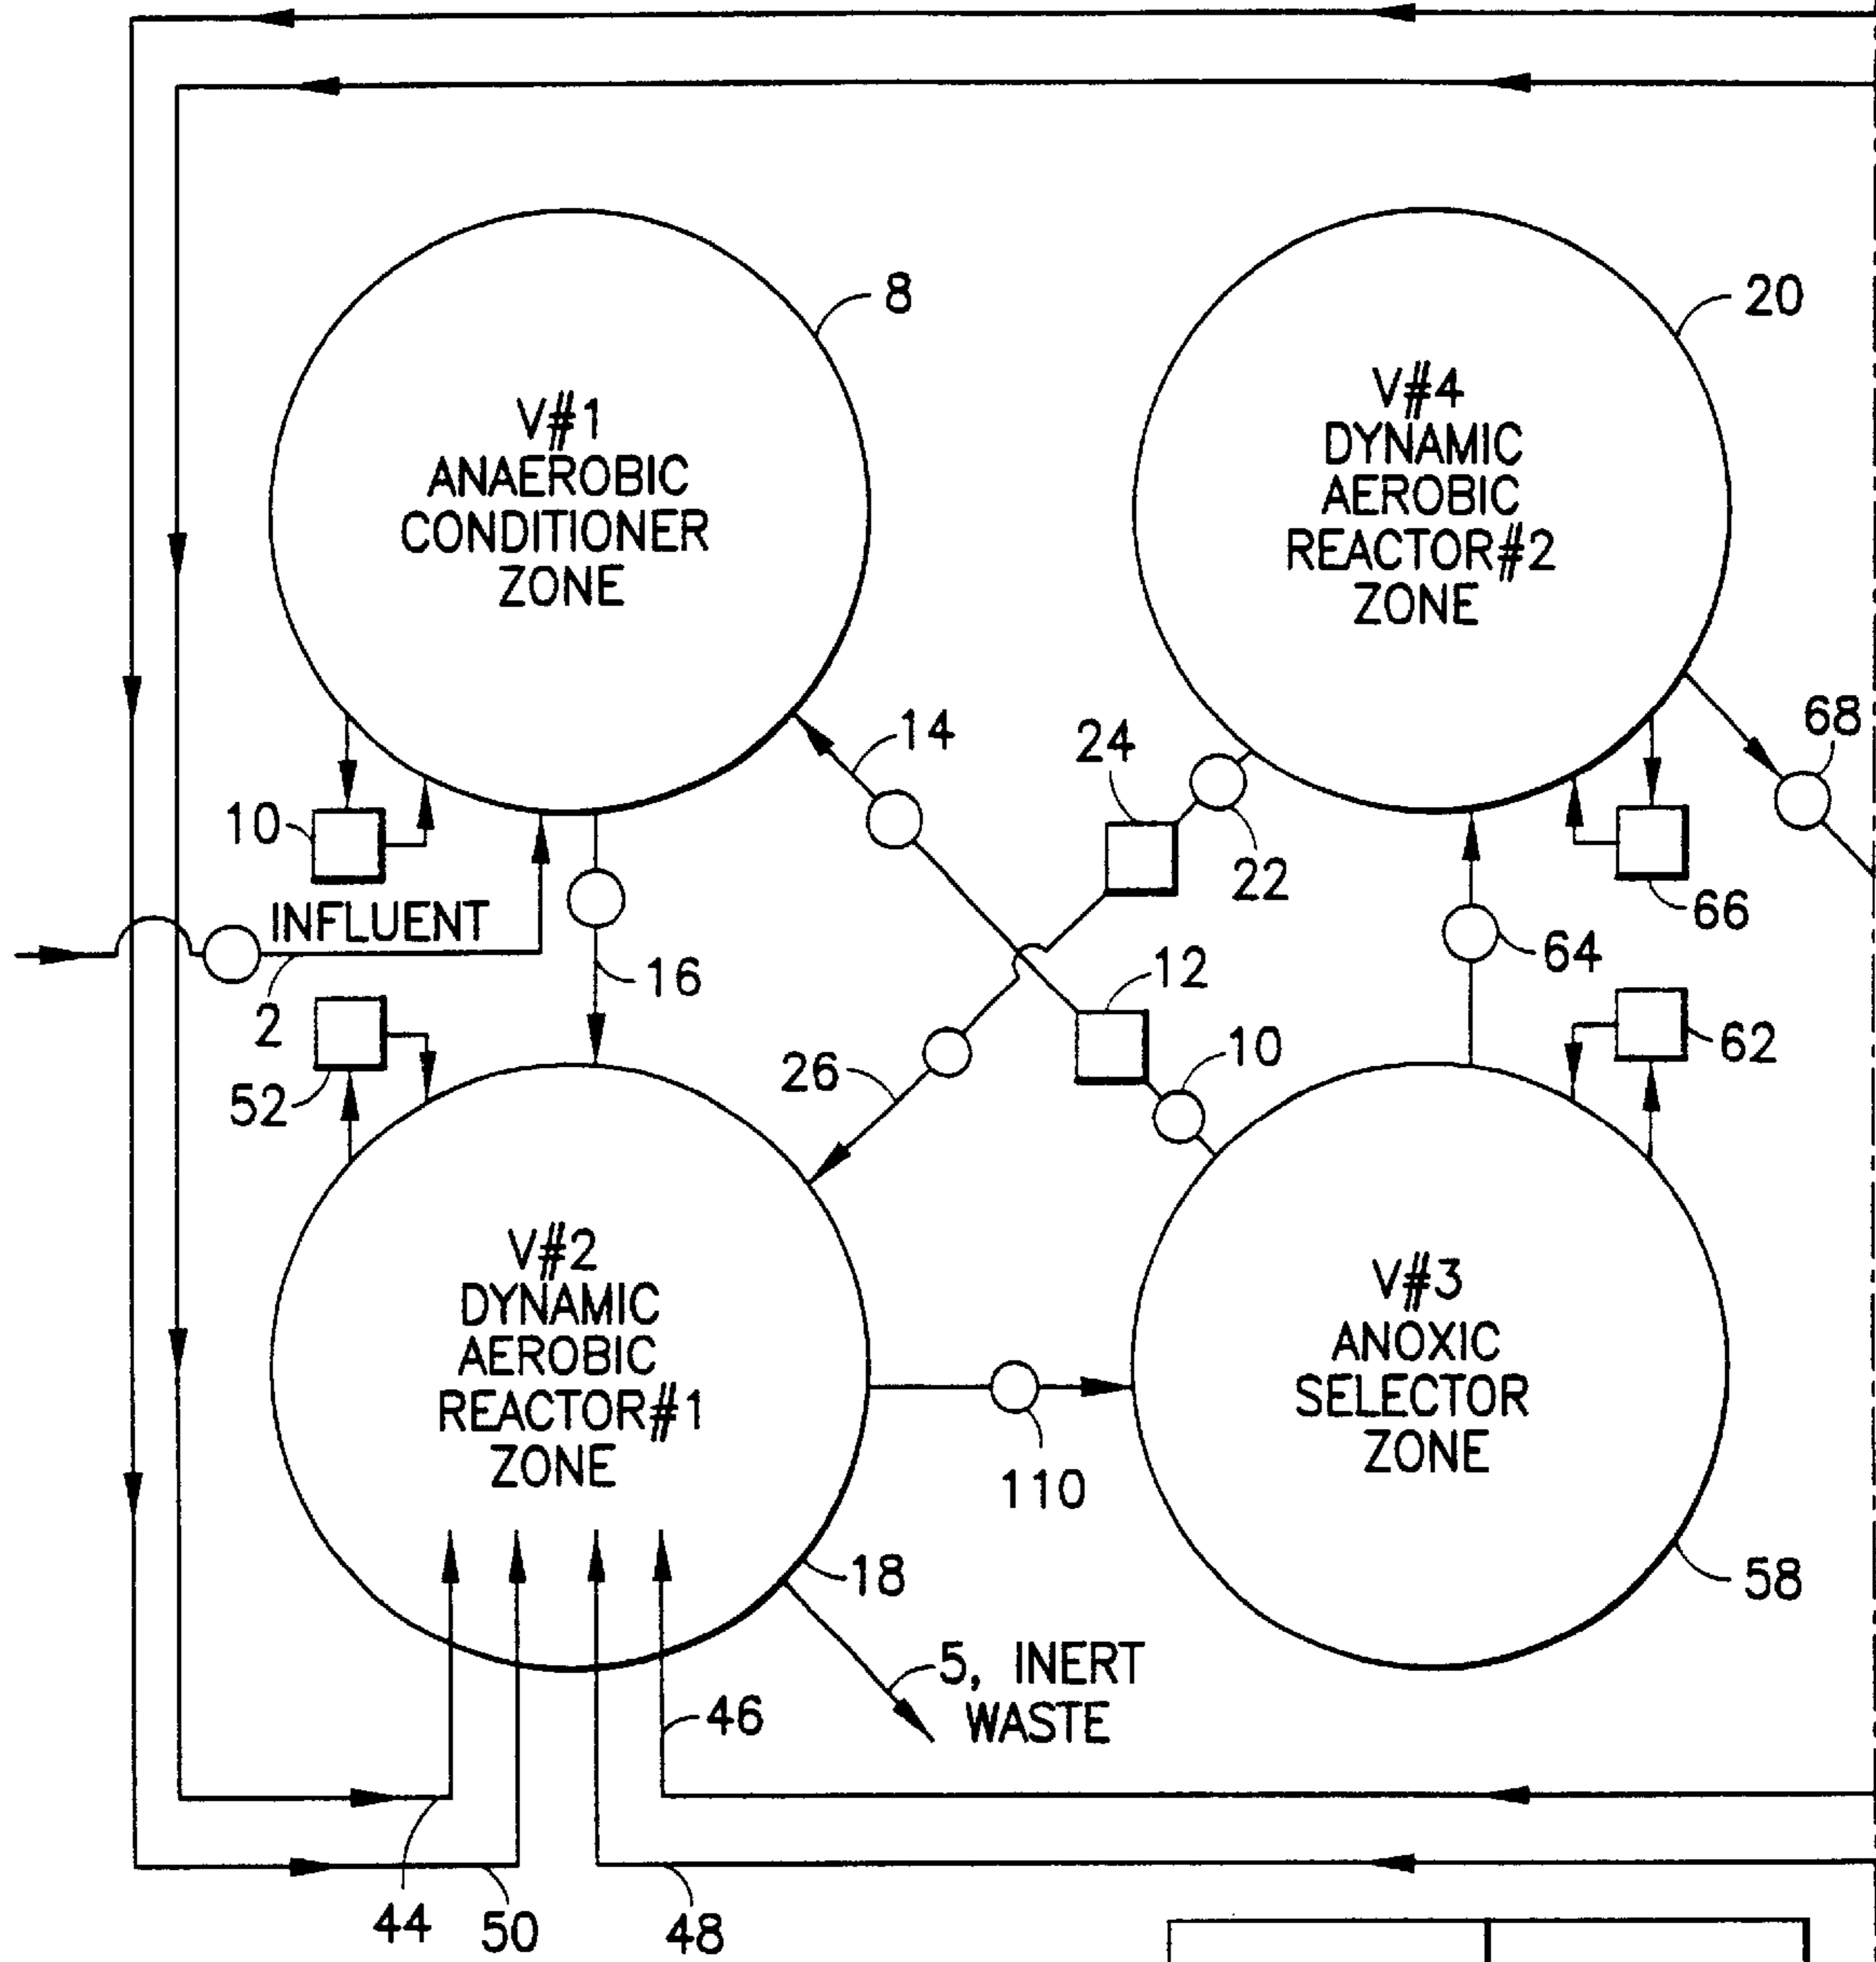 8
20
V#1
ANAEROBIC
CONDITIONER
ZONE
V#4
DYNAMIC
AEROBIC
REACTOR#2
ZONE
14
24
68
10
22
66
INFLUENT
2
16
12
64
52
26
10
62
V#2
DYNAMIC
AEROBIC
REACTOR#1
ZONE
V#3
ANOXIC
SELECTOR
ZONE
110
18
58
5, INERT
WASTE
46
44
50
48